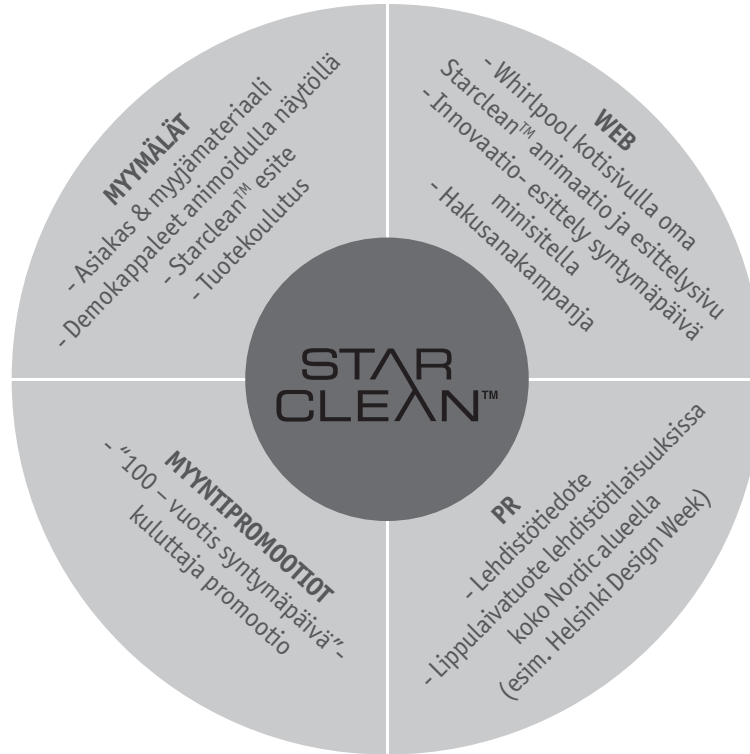 MYYMÄLÄT
- Asiakas & myyjämateriaali
- Demokappaleet animoidulla näytöllä
- Starclean™ esite
- Tuotekoulutus
WEB
- Whirlpool kotisivulla oma
Starclean™ animaatio ja esittelysivu
- Innovaatio- esittely syntymäpäivä
minisitella
- Hakusanakampanja
STAR
CLEAN™
MYYNTIPROMOOTIOT
- “100 – vuotis syntymäpäivä”-
kuluttaja promootio
PR
- Lehdistötiedote
- Lippulaivatuote lehdistötilaisuuksissa
koko Nordic alueella
(esim. Helsinki Design Week)